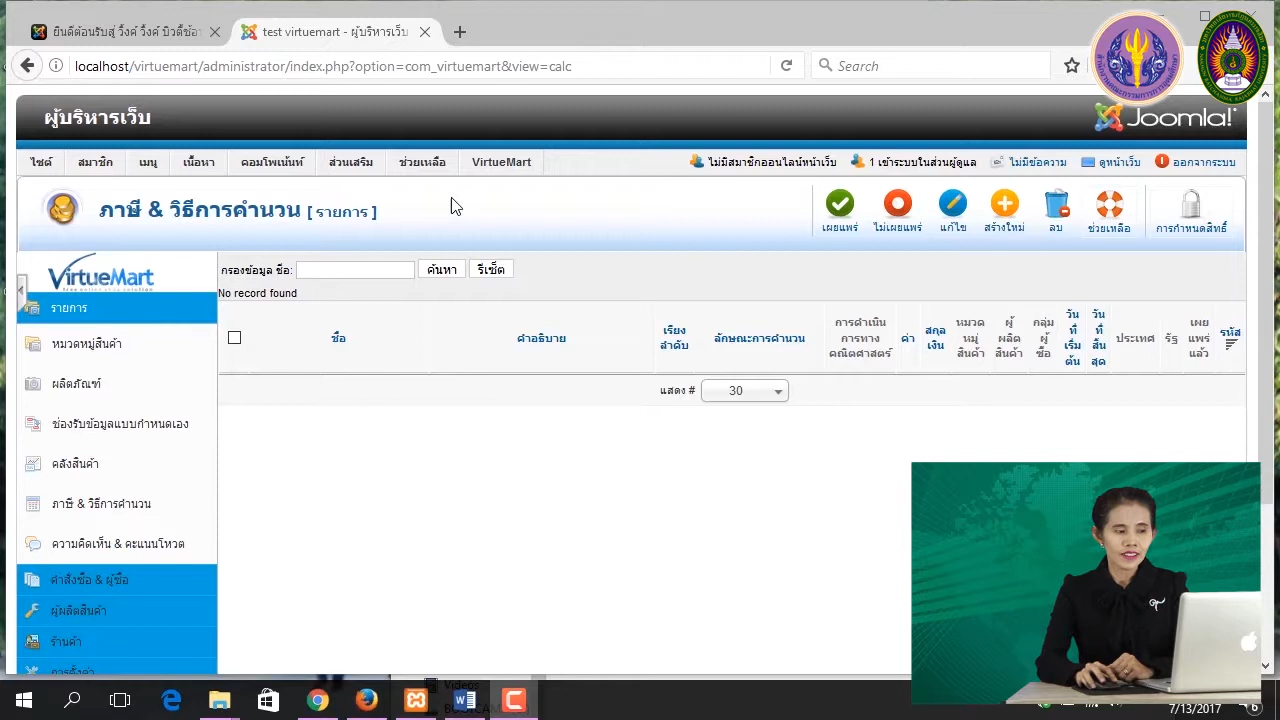 ยินดีต้อนรับสู่ วิ้งค์ วิ้งค์ บิวตี้ช้อา
test virtuemart - ผู้บริหารเว็บ
localhost/virtuemart/administrator/index.php?option=com_virtuemart&view=calc
Search
ผู้บริหารเว็บ
Joomla!
ไซต์ สมาชิก เมนู เนื้อหา คอมโพเน้นท์ ส่วนเสริม ช่วยเหลือ VirtueMart
ไม่มีสมาชิกออนไลน์หน้าเว็บ 1 เข้าระบบในส่วนผู้ดูแล ไม่มีข้อความ ดูหน้าเว็บ ออกจากระบบ
ภาษี & วิธีการคำนวน [ รายการ ]
เผยแพร่ ไม่เผยแพร่ แก้ไข สร้างใหม่ ลบ ช่วยเหลือ การกำหนดสิทธิ์
VirtueMart
กรองข้อมูล ชื่อ: ค้นหา รีเซ็ต
No record found
ชื่อ
คำอธิบาย
เรียง
ลำดับ
ลักษณะการคำนวน
การดำเนิน
การทาง
คณิตศาสตร์
ค่า
สกุล
เงิน
หมวด
หมู่
สินค้า
ผู้
ผลิต
สินค้า
กลุ่ม
ผู้
ซื้อ
วัน
ที่
เริ่ม
ต้น
วัน
ที่
สิ้น
สุด
ประเทศ
รัฐ
เผย
แพร่
แล้ว
รหัส
แสดง # 30
รายการ
หมวดหมู่สินค้า
ผลิตภัณฑ์
ช่องรับข้อมูลแบบกำหนดเอง
คลังสินค้า
ภาษี & วิธีการคำนวน
ความคิดเห็น & คะแนนโหวต
คำสั่งซื้อ & ผู้ซื้อ
ผู้ผลิตสินค้า
ร้านค้า
การตั้งค่า
Videos
7/13/2017